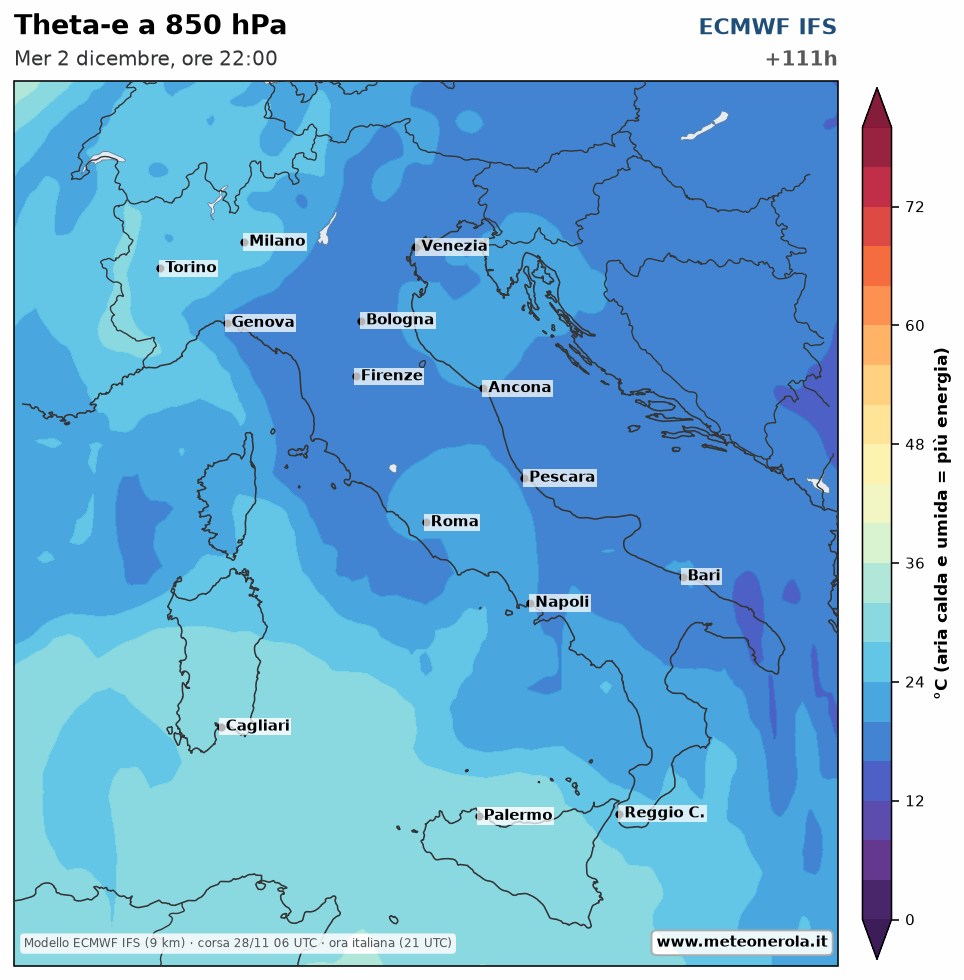 Theta-e a 850 hPa
ECMWF IFS
Mer 2 dicembre, ore 22:00
+111h
Milano
Venezia
Torino
Genova
Bologna
Firenze
Ancona
Pescara
Roma
Bari
Napoli
Cagliari
Palermo
Reggio C.
72
60
48
36
24
12
0
°C (aria calda e umida = più energia)
Modello ECMWF IFS (9 km) · corsa 28/11 06 UTC · ora italiana (21 UTC)
www.meteonerola.it